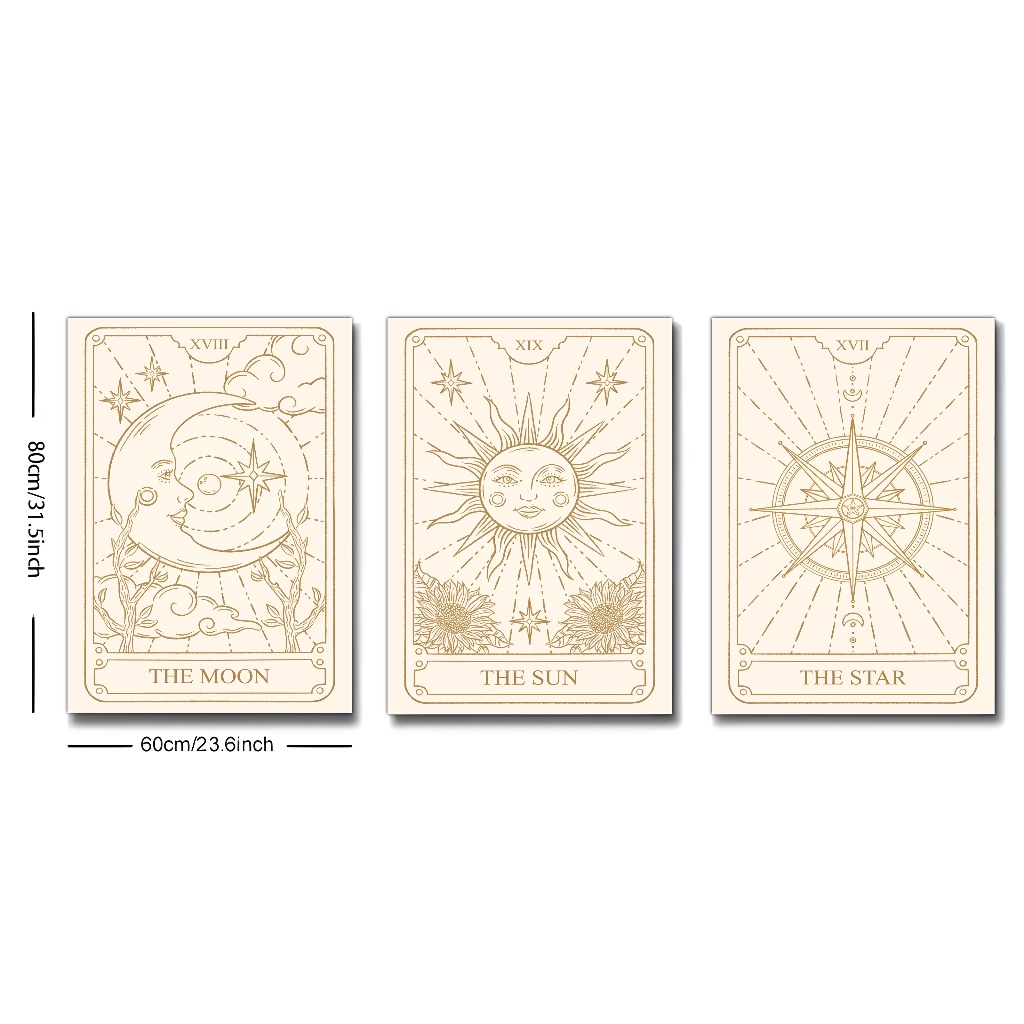 XVIII
THE MOON
XIX
THE SUN
XVII
THE STAR
80cm/31.5inch
60cm/23.6inch